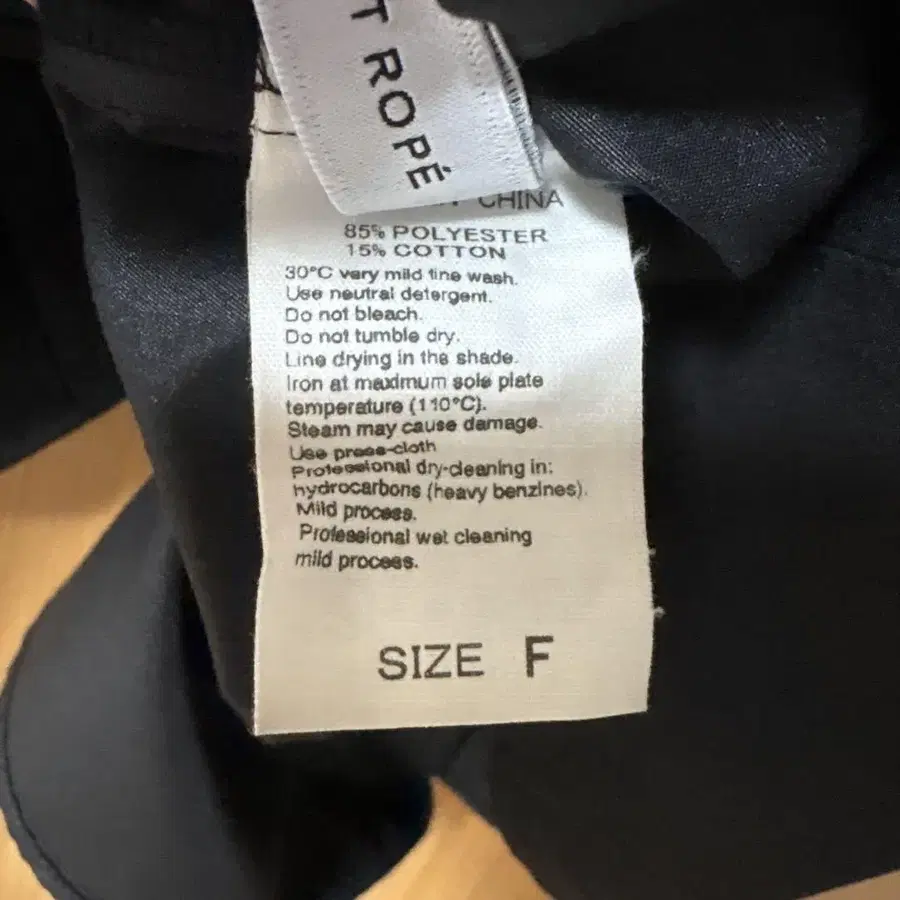 T ROPÉ
CHINA
85% POLYESTER
15% COTTON
30°C very mild fine wash.
Use neutral detergent.
Do not bleach.
Do not tumble dry.
Line drying in the shade.
Iron at maximum sole plate
temperature (110°C).
Steam may cause damage.
Use press-cloth
Professional dry-cleaning in:
hydrocarbons (heavy benzines).
Mild process.
Professional wet cleaning
mild process.
SIZE F